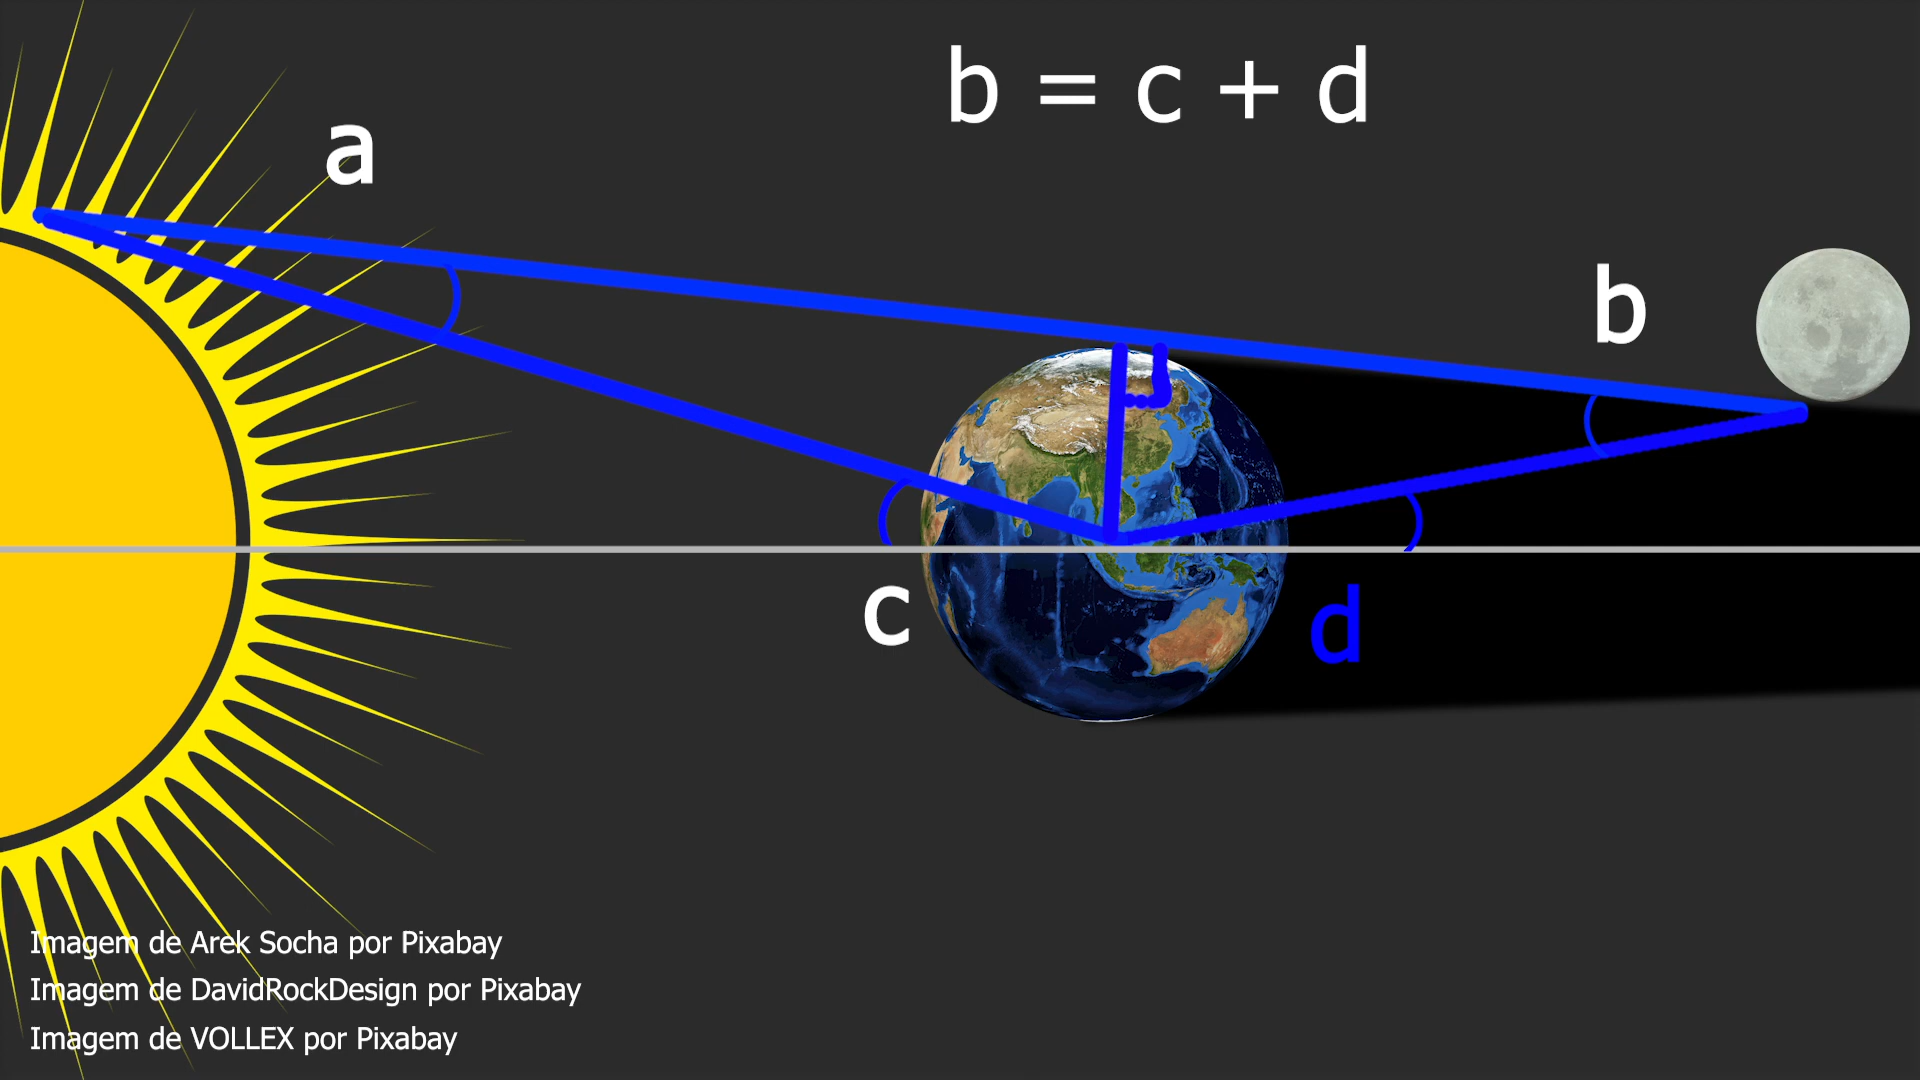 b = c + d
a
b
c
d
Imagem de Arek Socha por Pixabay
Imagem de DavidRockDesign por Pixabay
Imagem de VOLLEX por Pixabay